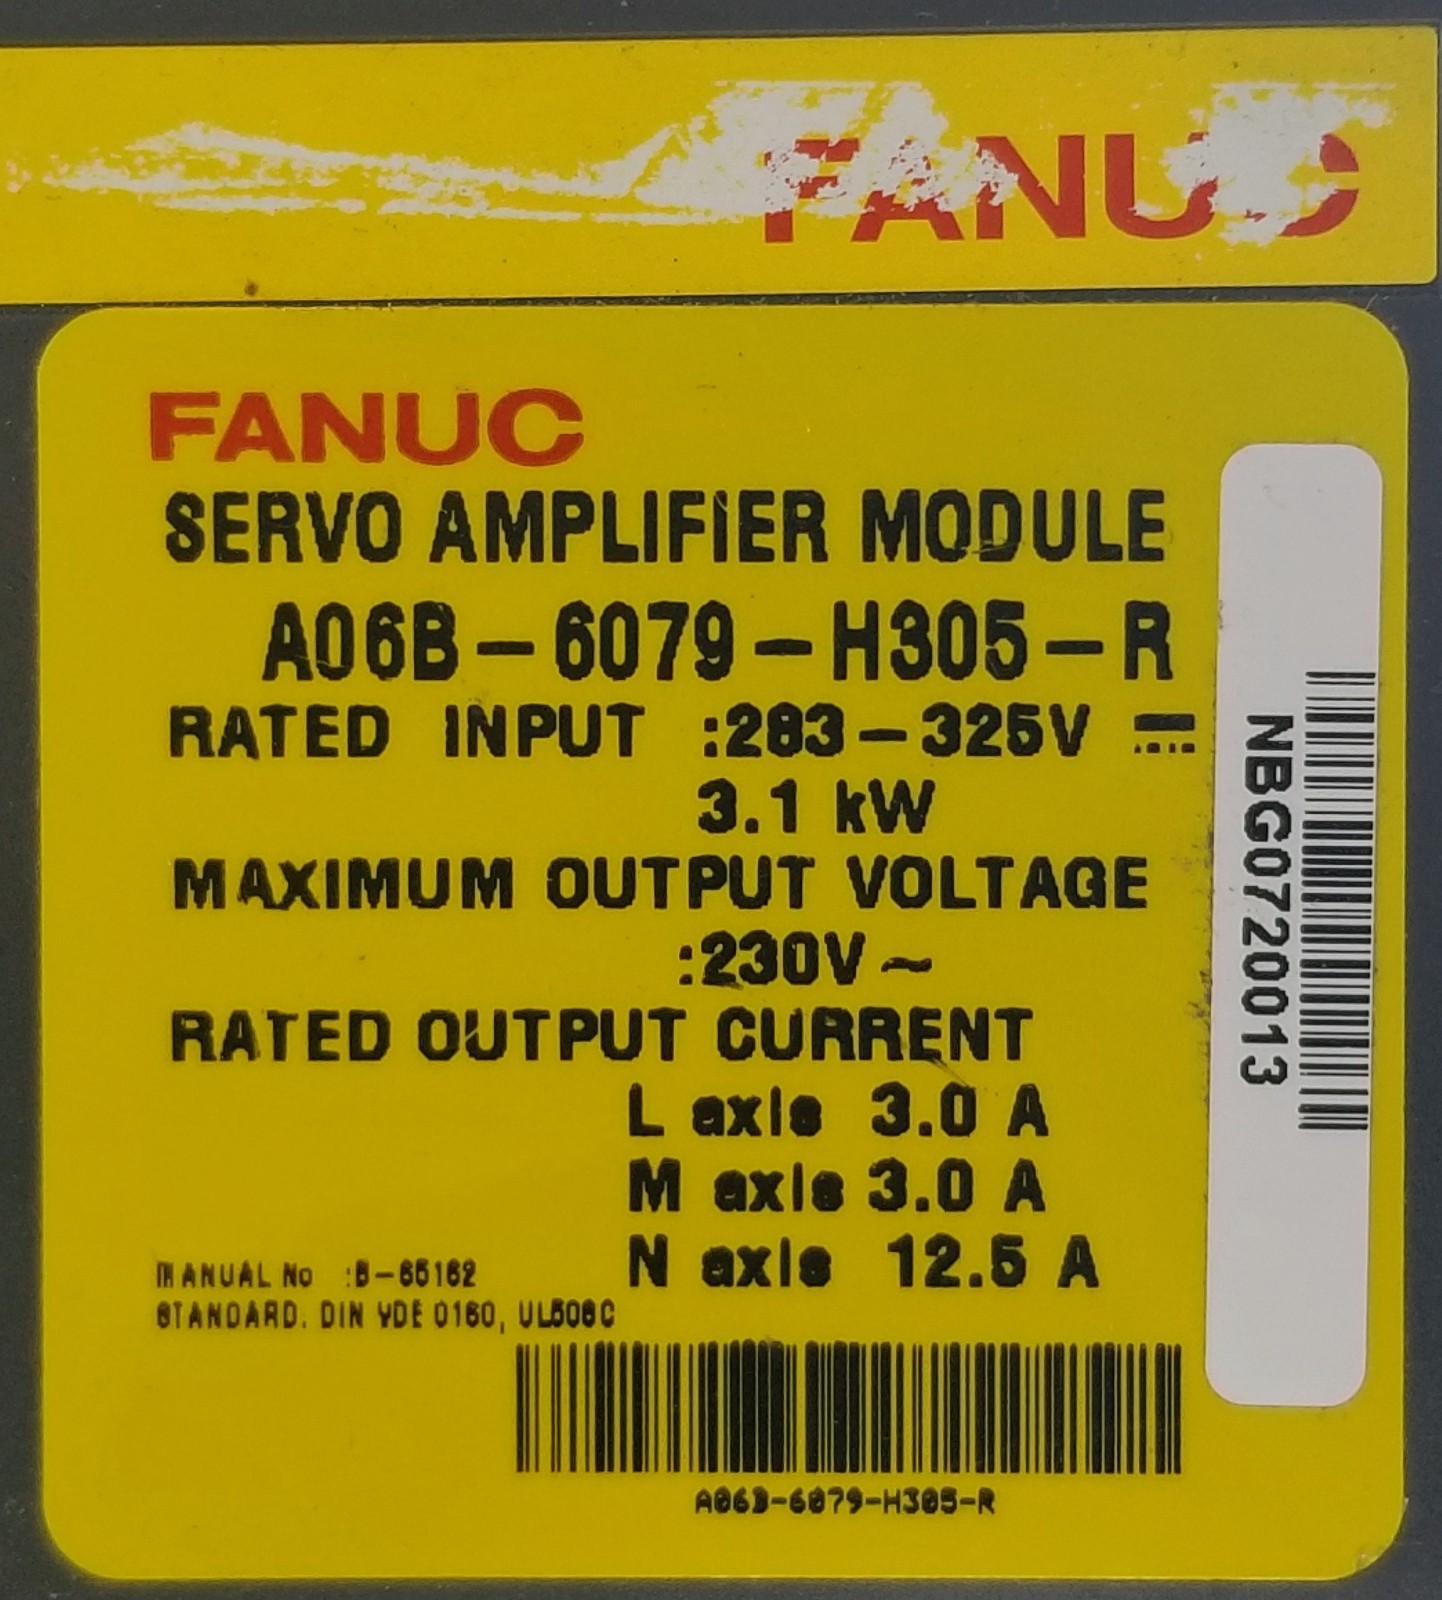 FANUC
FANUC
SERVO AMPLIFIER MODULE
A06B-6079-H305-R
RATED INPUT :283-325V ⎓
3.1 kW
MAXIMUM OUTPUT VOLTAGE
:230V~
RATED OUTPUT CURRENT
L axis 3.0 A
M axis 3.0 A
N axis 12.5 A
MANUAL No :B-65162
STANDARD. DIN VDE 0160, UL508C
A06B-6079-H305-R
NBG0720013